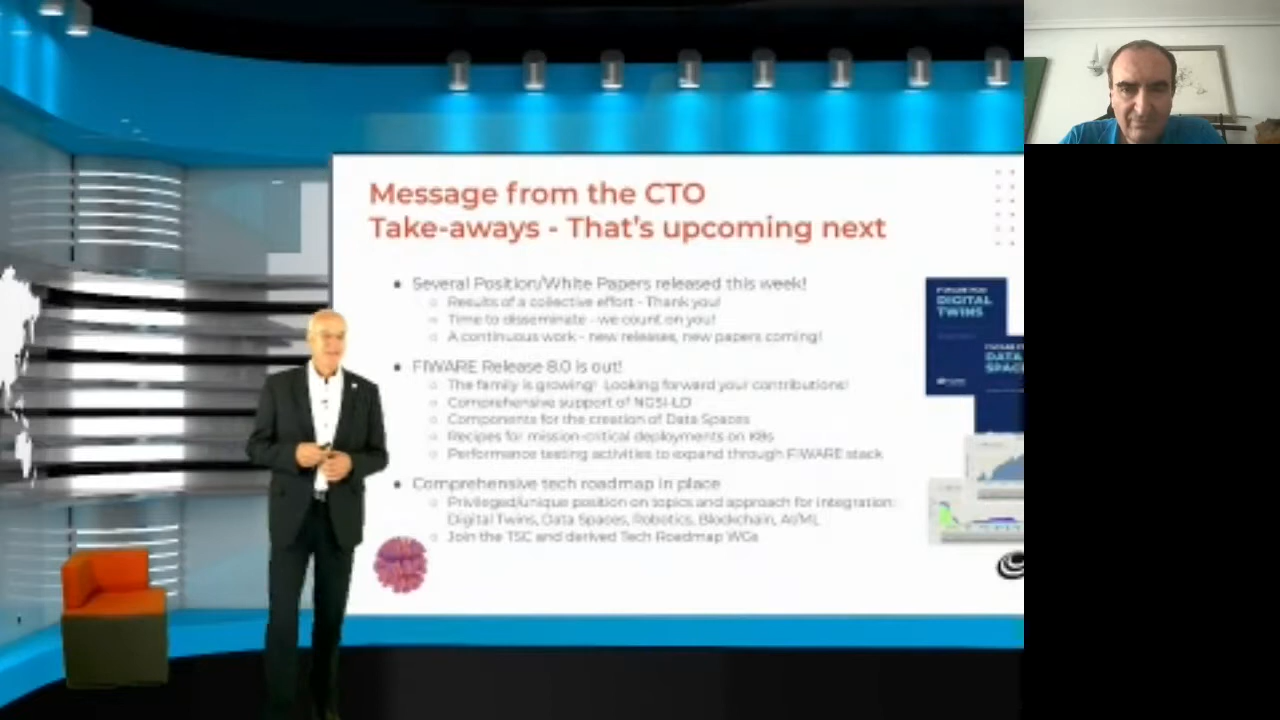 Message from the CTO
Take-aways - That's upcoming next
Several Position/White Papers released this week!
Results of a collective effort - Thank you!
Time to disseminate - we count on you!
A continuous work - new releases, new papers coming!
FIWARE Release 8.0 is out!
The family is growing! Looking forward your contributions!
Comprehensive support of NGSI-LD
Components for the creation of Data Spaces
Recipes for mission-critical deployments on K8s
Performance testing activities to expand through FIWARE stack
Comprehensive tech roadmap in place
Privileged/unique position on topics and approach for integration:
Digital Twins, Data Spaces, Robotics, Blockchain, AI/ML
Join the TSC and derived Tech Roadmap WGs
DIGITAL
TWINS
DATA